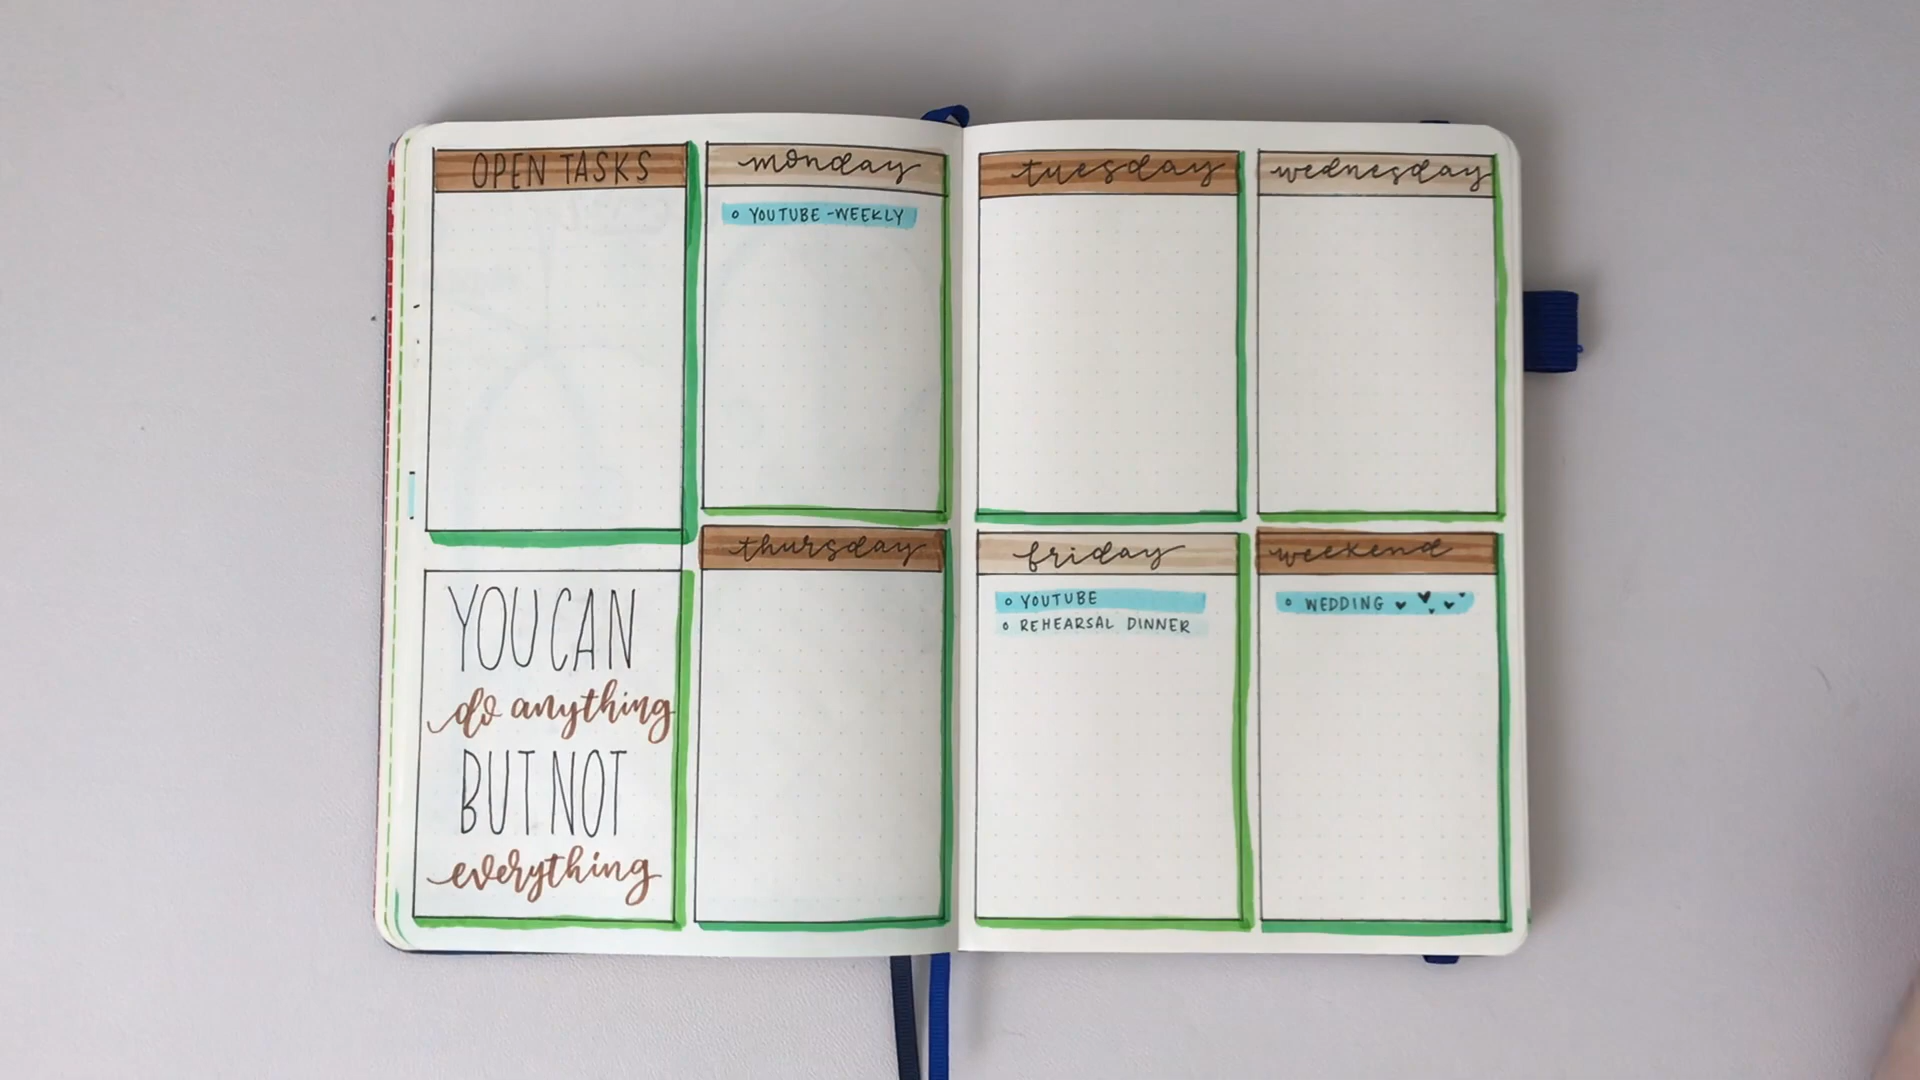 OPEN TASKS
monday
○ YOUTUBE - WEEKLY
tuesday
wednesday
YOU CAN
do anything
BUT NOT
everything
thursday
friday
○ YOUTUBE
○ REHEARSAL DINNER
weekend
○ WEDDING ♥ ♥ ♥ ♥ ♥